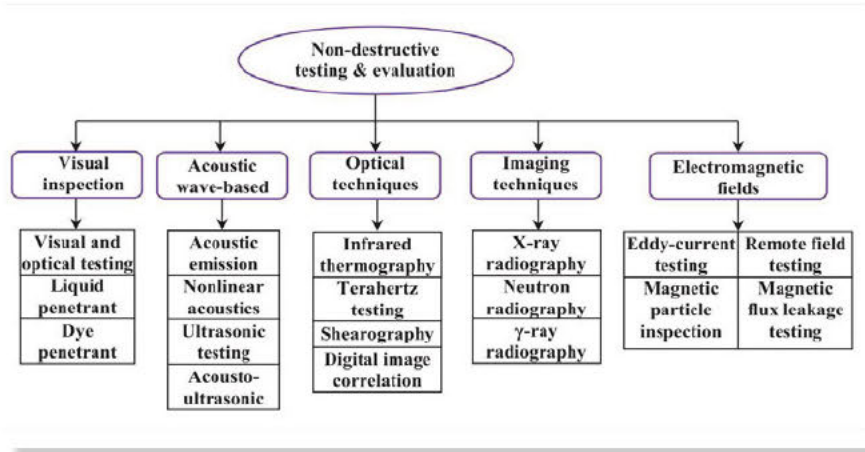 Non-destructive
testing & evaluation
Visual
inspection
Acoustic
wave-based
Optical
techniques
Imaging
techniques
Electromagnetic
fields
Visual and
optical testing
Liquid
penetrant
Dye
penetrant
Acoustic
emission
Nonlinear
acoustics
Ultrasonic
testing
Acousto-
ultrasonic
Infrared
thermography
Terahertz
testing
Shearography
Digital image
correlation
X-ray
radiography
Neutron
radiography
γ-ray
radiography
Eddy-current
testing
Remote field
testing
Magnetic
particle
inspection
Magnetic
flux leakage
testing